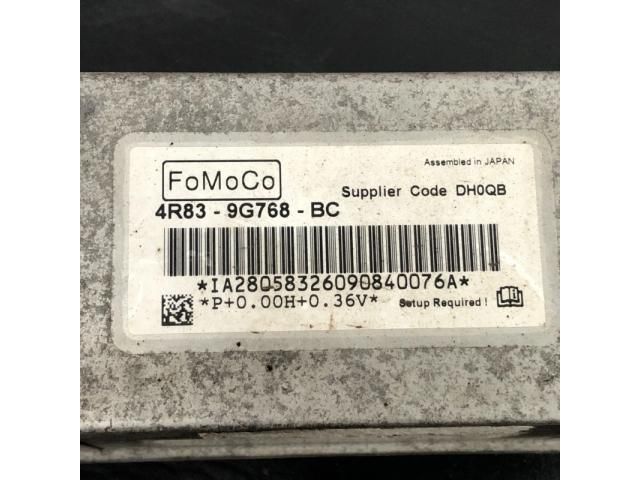 Assembled in JAPAN
FoMoCo
Supplier Code DH0QB
4R83 - 9G768 - BC
*IA2805832609084 0076A*
*P+0.00H+0.36V*
Setup Required !